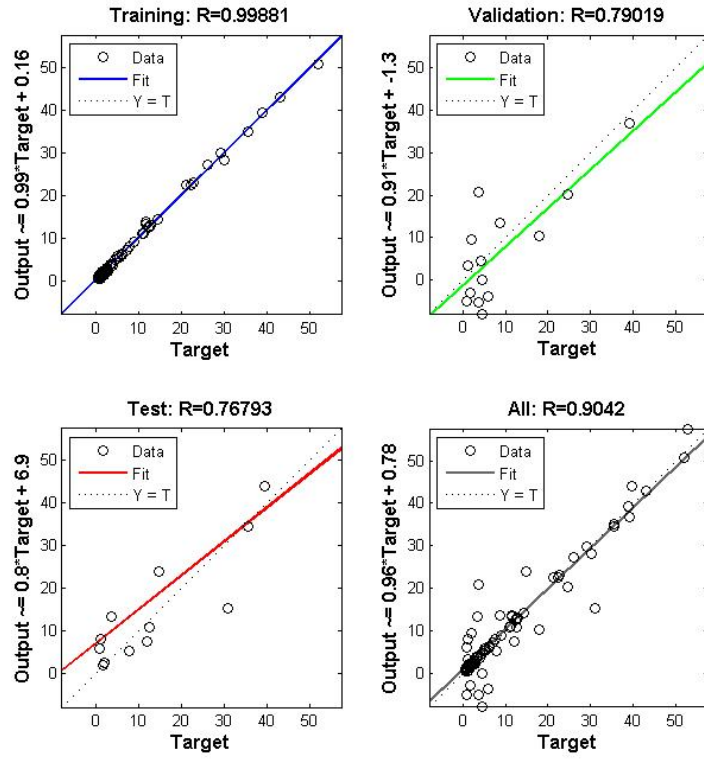 Training: R=0.99881
Output ~= 0.99*Target + 0.16
50
40
30
20
10
0
Data
Fit
Y = T
0 10 20 30 40 50
Target
Validation: R=0.79019
Output ~= 0.91*Target + -1.3
50
40
30
20
10
0
Data
Fit
Y = T
0 10 20 30 40 50
Target
Test: R=0.76793
Output ~= 0.8*Target + 6.9
50
40
30
20
10
0
Data
Fit
Y = T
0 10 20 30 40 50
Target
All: R=0.9042
Output ~= 0.96*Target + 0.78
50
40
30
20
10
0
Data
Fit
Y = T
0 10 20 30 40 50
Target